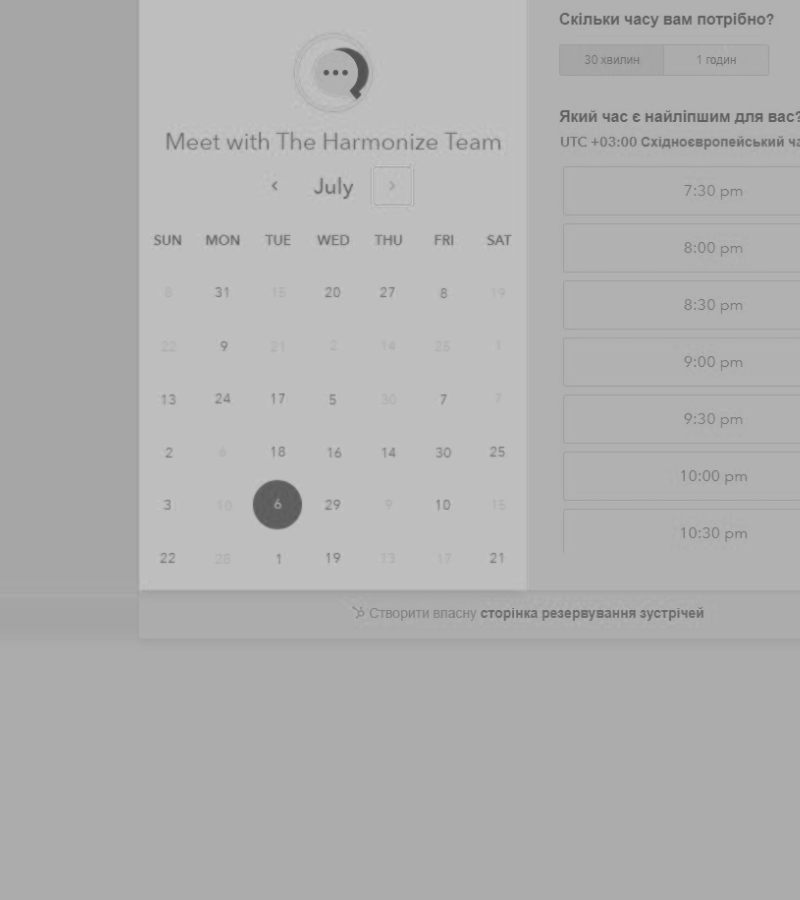 Meet with The Harmonize Team
July
SUN MON TUE WED THU FRI SAT
8 31 15 20 27 8 19
22 9 21 2 14 25 1
13 24 17 5 30 7 7
2 6 18 16 14 30 25
3 10 6 29 9 10 15
22 28 1 19 13 17 21
Скільки часу вам потрібно?
30 хвилин 1 годин
Який час є найліпшим для вас?
UTC +03:00 Східноєвропейський
7:30 pm
8:00 pm
8:30 pm
9:00 pm
9:30 pm
10:00 pm
10:30 pm
Створити власну сторінка резервування зустрічей